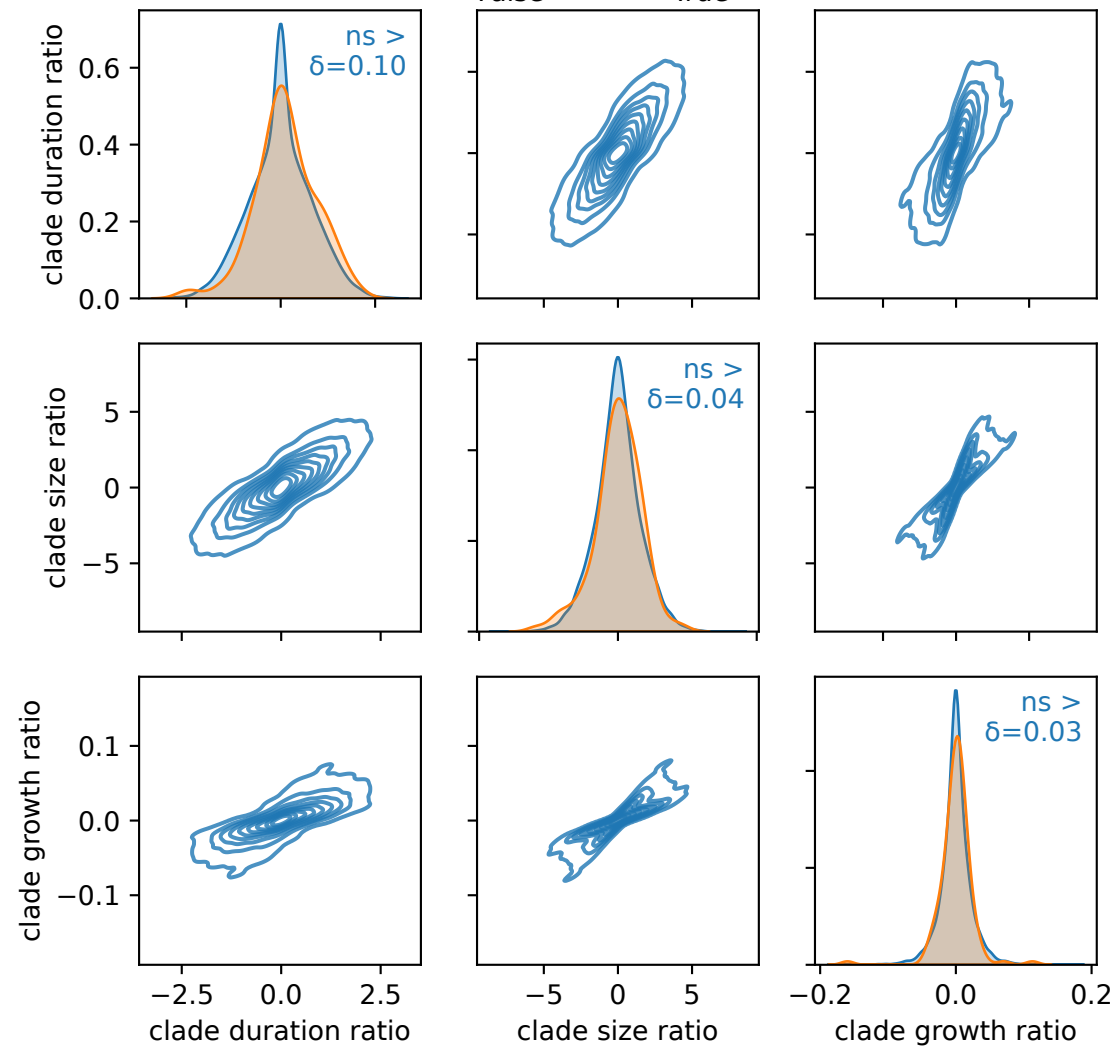 ns >
δ=0.10
clade duration ratio
0.6
0.4
0.2
0.0
ns >
δ=0.04
clade size ratio
5
0
−5
ns >
δ=0.03
clade growth ratio
0.1
0.0
−0.1
−2.5 0.0 2.5
−5 0 5
−0.2 0.0 0.2
clade duration ratio
clade size ratio
clade growth ratio